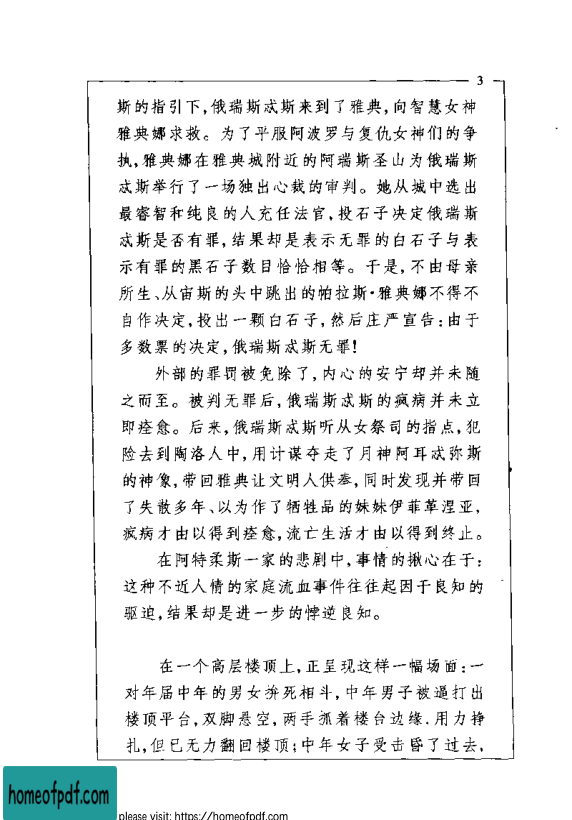 3
斯的指引下,俄瑞斯忒斯来到了雅典,向智慧女神
雅典娜求救。为了平服阿波罗与复仇女神们的争
执,雅典娜在雅典城附近的阿瑞斯圣山为俄瑞斯
忒斯举行了一场独出心裁的审判。她从城中选出
最睿智和纯良的人充任法官,投石子决定俄瑞斯
忒斯是否有罪,结果却是表示无罪的白石子与表
示有罪的黑石子数目恰恰相等。于是,不由母亲
所生、从宙斯的头中跳出的帕拉斯·雅典娜不得不
自作决定,投出一颗白石子,然后庄严宣告:由于
多数票的决定,俄瑞斯忒斯无罪!
外部的罪罚被免除了,内心的安宁却并未随
之而至。被判无罪后,俄瑞斯忒斯的疯病并未立
即痊愈。后来,俄瑞斯忒斯听从女祭司的指点,犯
险去到陶洛人中,用计谋夺走了月神阿耳忒弥斯
的神像,带回雅典让文明人供奉,同时发现并带回
了失散多年、以为作了牺牲品的妹妹伊菲革涅亚,
疯病才由以得到痊愈,流亡生活才由以得到终止。
在阿特柔斯一家的悲剧中,事情的揪心在于:
这种不近人情的家庭流血事件往往起因于良知的
驱迫,结果却是进一步的悖逆良知。
在一个高层楼顶上,正呈现这样一幅场面:一
对年届中年的男女拚死相斗,中年男子被逼打出
楼顶平台,双脚悬空,两手抓着楼台边缘.用力挣
扎,但已无力翻回楼顶;中年女子受击昏了过去,
homeofpdf.com
please visit: https://homeofpdf.com